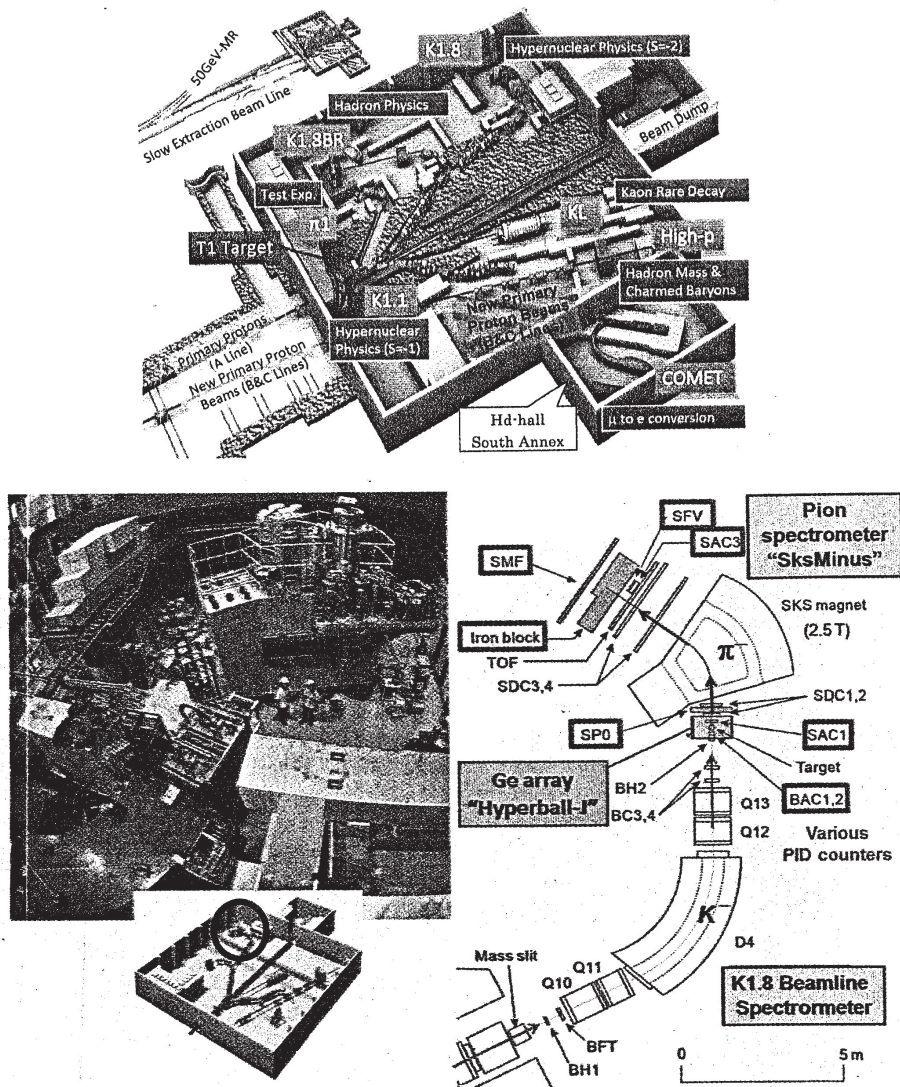 50GeV-MR
Slow Extraction Beam Line
K1.8
Hypernuclear Physics (S=-2)
Hadron Physics
K1.8BR
Beam Dump
Test Exp.
Kaon Rare Decay
π1
KL
T1 Target
High-p
Hadron Mass &
Charmed Baryons
K1.1
New Primary
Proton Beams
(B&C Lines)
Hypernuclear
Physics (S=-1)
Primary Protons
(A Line)
New Primary Proton
Beams (B&C Lines)
COMET
μ to e conversion
Hd-hall
South Annex
Pion
spectrometer
"SksMinus"
SFV
SAC3
SMF
SKS magnet
(2.5 T)
Iron block
TOF
SDC3,4
π
SDC1,2
SP0
SAC1
Target
Ge array
"Hyperball-J"
BH2
BC3,4
BAC1,2
Q13
Q12
Various
PID counters
K
D4
Mass slit
Q10
Q11
K1.8 Beamline
Spectrormeter
BFT
BH1
0
5 m